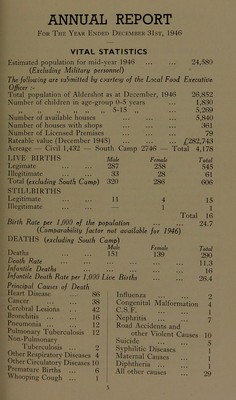 ANNUAL REPORT
For The Year Ended December 31st, 1946
VITAL STATISTICS
Estimated population for mid-year 1946 ... ... 24,580
(Excluding Military personnel)
The following are submitted by courtesy of the Local Food Executive
Officer :-
Total population of Aldershot as at December, 1946 26,852
Number of children in age-group 0-5 years ... 1,830
" " " " " 5-15 " ... 5,269
Number of available houses ... ... ... 5,840
Number of houses with shops ... ... ... 361
Number of Licensed Premises ... ... ... 79
Rateable value (December 1945) ... ... ... £282,743
Acreage — Civil 1,432 — South Camp 2746 — Total 4,178
LIVE BIRTHS Male Female Total
Legitimate ... ... 287 258 545
Illegitimate ... ... 33 28 61
Total (excluding South Camp) 320 286 606
STILLBIRTHS
Legitimate ... ... 11 4 15
Illegitimate ... ... — 1 1
Total 16
Birth Rate per 1,000 of the population ... ... 24.7
(Comparability factor not available for 1946)
DEATHS (excluding South Camp)
Male Female Total
Deaths ... ... 151 139 290
Death Rate ... ... ... ... ... 11.3
Infantile Deaths ... ... ... ... 16
Infantile Death Rate per 1,000 Live Births ... 26.4
Principal Causes of Death
Heart Disease ... 86
Cancer ... ... 38
Cerebral Lesions ... 42
Bronchitis ... ... 16
Pneumonia ... ... 12
Pulmonary Tuberculosis 12
Non-Pulmonary
Tuberculosis ... 2
Other Respiratory Diseases 4
Other Circulatory Diseases 10
Premature Births ... 6
Whooping Cough ... 1
Influenza ... ... 2
Congenital Malformation 4
C.S.F. ... ... 1
Nephritis ... ... 7
Road Accidents and
other Violent Causes 10
Suicide ... ... 5
Syphilitic Diseases ... 1
Maternal Causes ... 1
Diphtheria ... ... 1
All other causes ... 29